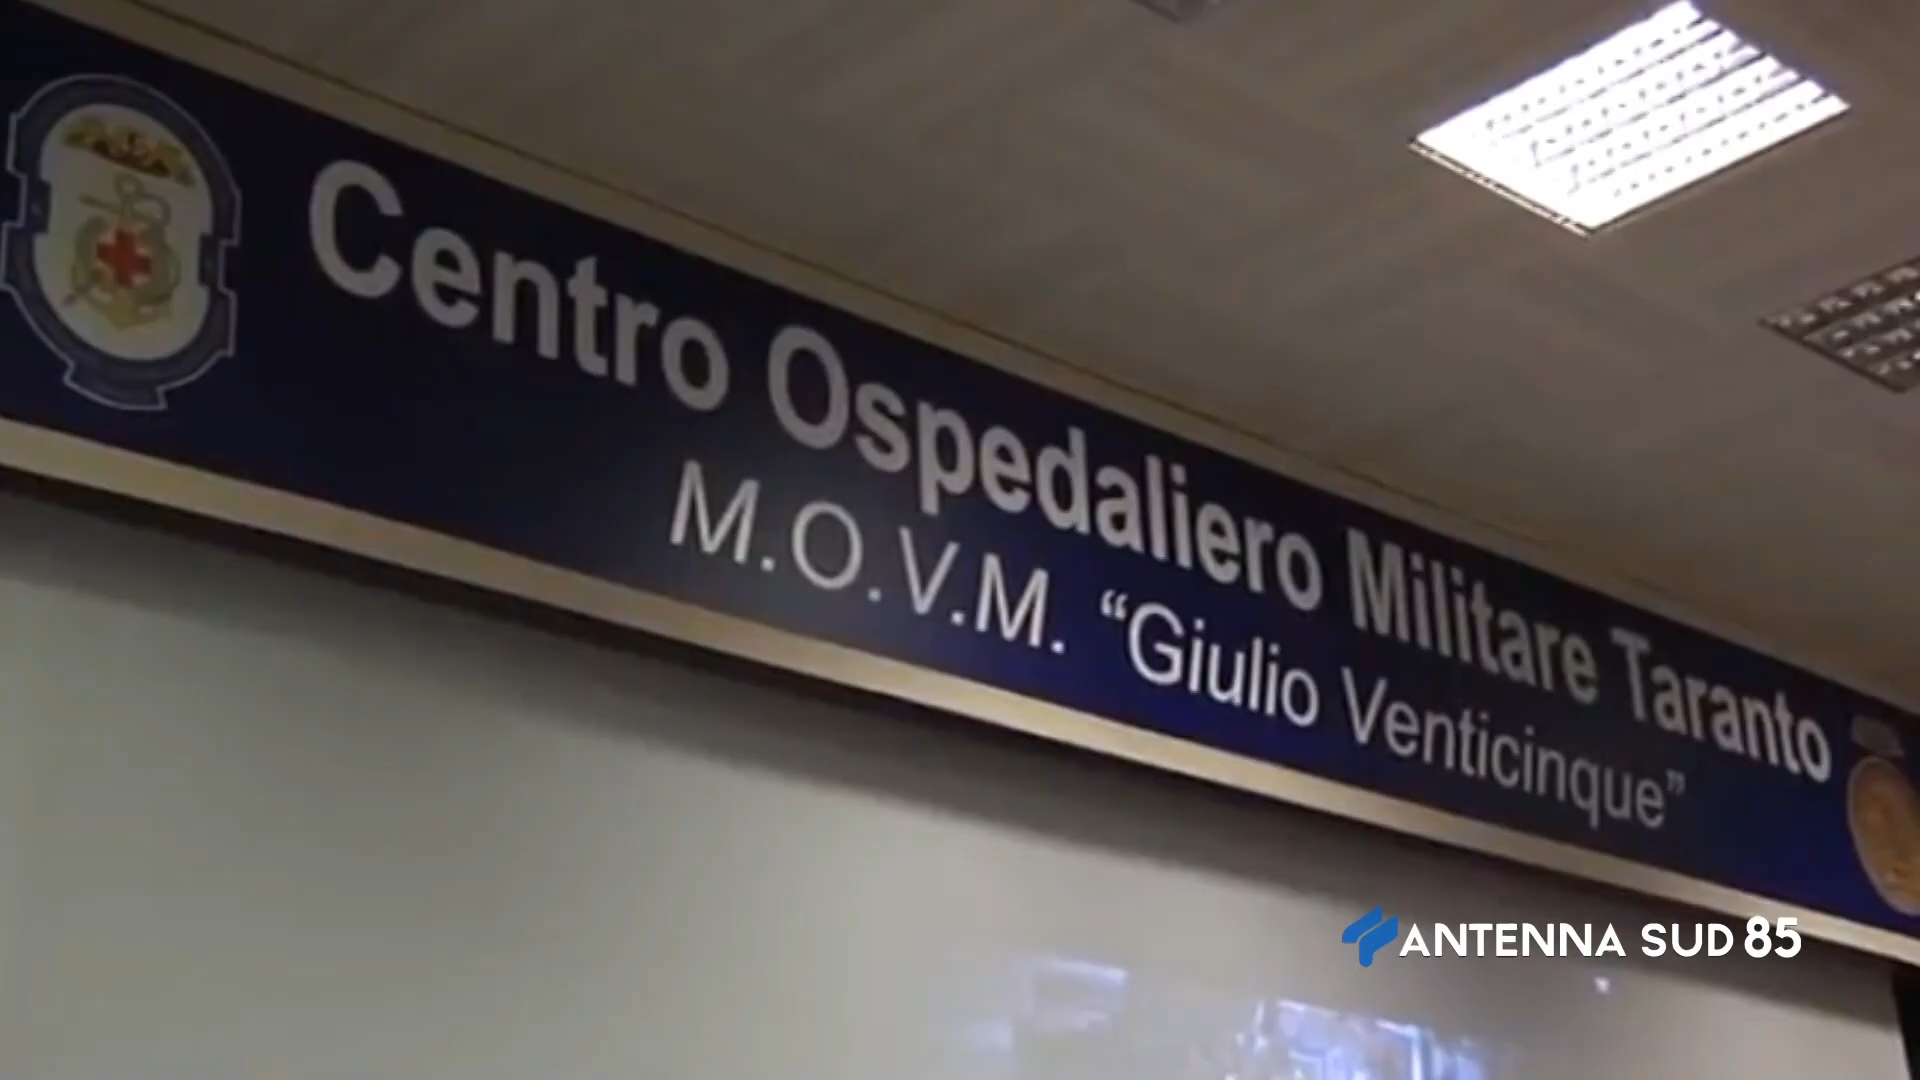 Centro Ospedaliero Militare Taranto
M.O.V.M. “Giulio Venticinque”
ANTENNA SUD 85